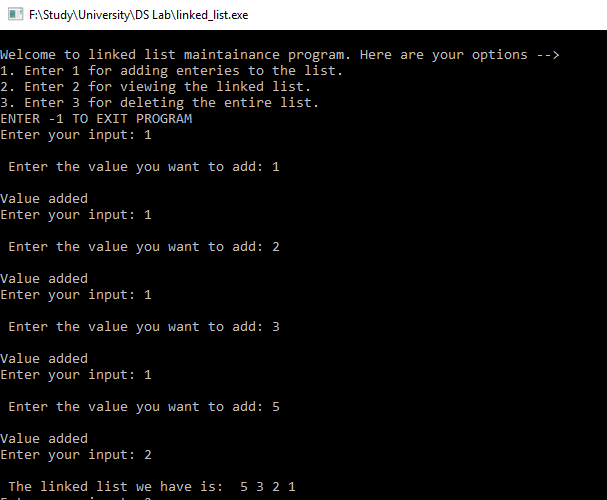 F:\Study\University\DS Lab\linked_list.exe
Welcome to linked list maintainance program. Here are your options -->
1. Enter 1 for adding enteries to the list.
2. Enter 2 for viewing the linked list.
3. Enter 3 for deleting the entire list.
ENTER -1 TO EXIT PROGRAM
Enter your input: 1
Enter the value you want to add: 1
Value added
Enter your input: 1
Enter the value you want to add: 2
Value added
Enter your input: 1
Enter the value you want to add: 3
Value added
Enter your input: 1
Enter the value you want to add: 5
Value added
Enter your input: 2
The linked list we have is:  5 3 2 1